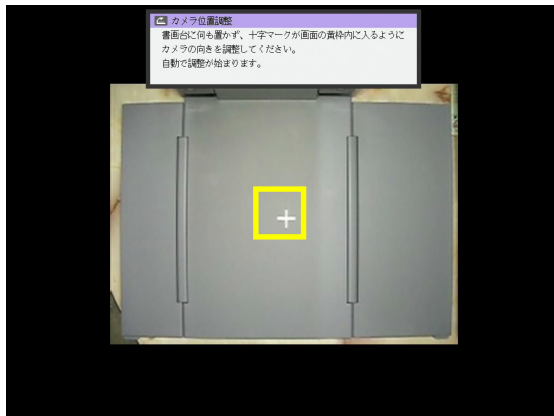 カメラ位置調整
書画台に何も置かず、十字マークが画面の黄枠内に入るように
カメラの向きを調整してください。
自動で調整が始まります。